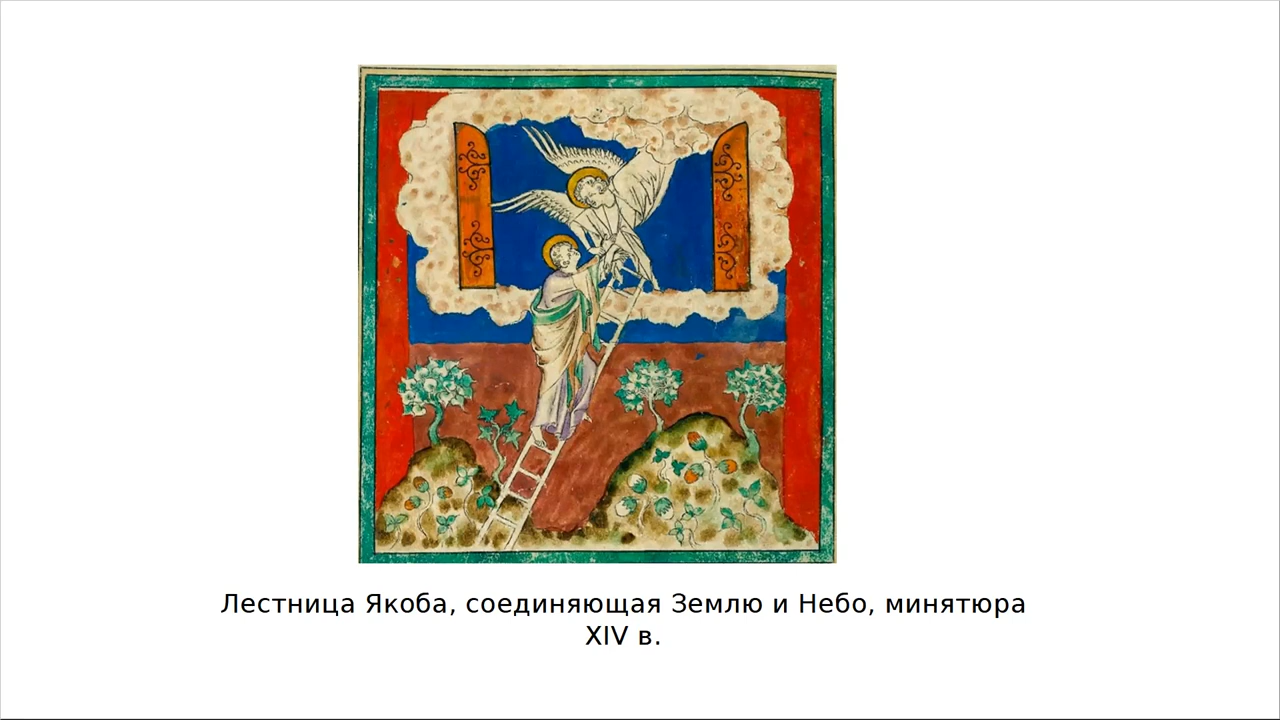 Лестница Якоба, соединяющая Землю и Небо, минятюра
XIV в.